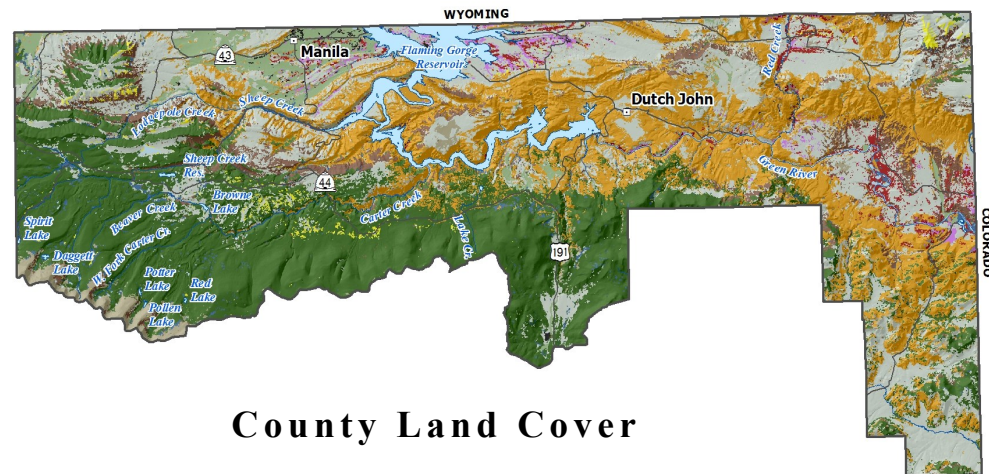 WYOMING
43
Manila
Flaming Gorge
Reservoir
Red Creek
Sheep Creek
Lodgepole Creek
Dutch John
Sheep Creek
Res.
44
Green River
Browne
Lake
Beaver Creek
Carter Creek
Spirit
Lake
Lake Cr.
COLORADO
W. Fork Carter Cr.
Daggett
Lake
191
Potter
Lake
Red
Lake
Pollen
Lake
County Land Cover